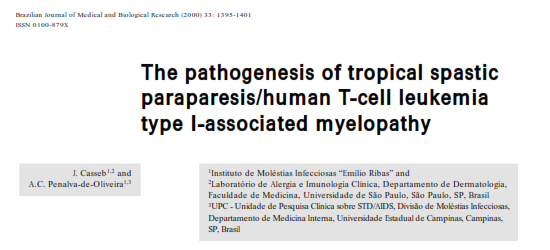 Brazilian Journal of Medical and Biological Research (2000) 33: 1395-1401
ISSN 0100-879X
The pathogenesis of tropical spastic
paraparesis/human T-cell leukemia
type I-associated myelopathy
J. Casseb1,2 and
A.C. Penalva-de-Oliveira1,3
1Instituto de Moléstias Infecciosas “Emílio Ribas” and
2Laboratório de Alergia e Imunologia Clínica, Departamento de Dermatologia,
Faculdade de Medicina, Universidade de São Paulo, São Paulo, SP, Brasil
3UPC - Unidade de Pesquisa Clínica sobre STD/AIDS, Divisão de Moléstias Infecciosas,
Departamento de Medicina Interna, Universidade Estadual de Campinas, Campinas,
SP, Brasil